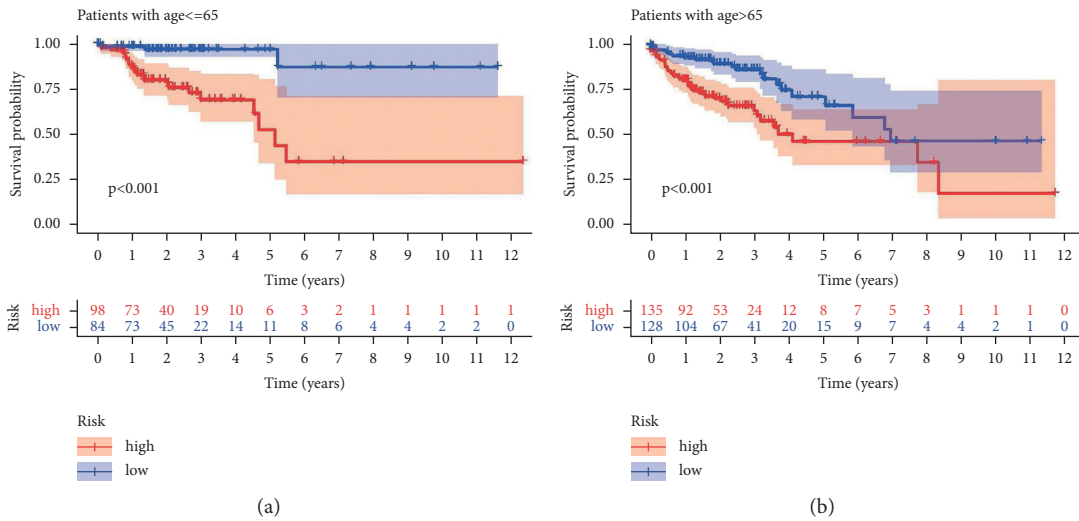 Patients with age<=65
Survival probability
1.00
0.75
0.50
0.25
0.00
p<0.001
0 1 2 3 4 5 6 7 8 9 10 11 12
Time (years)
Risk
high 98 73 40 19 10 6 3 2 1 1 1 1 1
low 84 73 45 22 14 11 8 6 4 4 2 2 0
0 1 2 3 4 5 6 7 8 9 10 11 12
Time (years)
Risk
high
low
(a)
Patients with age>65
Survival probability
1.00
0.75
0.50
0.25
0.00
p<0.001
0 1 2 3 4 5 6 7 8 9 10 11 12
Time (years)
Risk
high 135 92 53 24 12 8 7 5 3 1 1 1 0
low 128 104 67 41 20 15 9 7 4 4 2 1 0
0 1 2 3 4 5 6 7 8 9 10 11 12
Time (years)
Risk
high
low
(b)